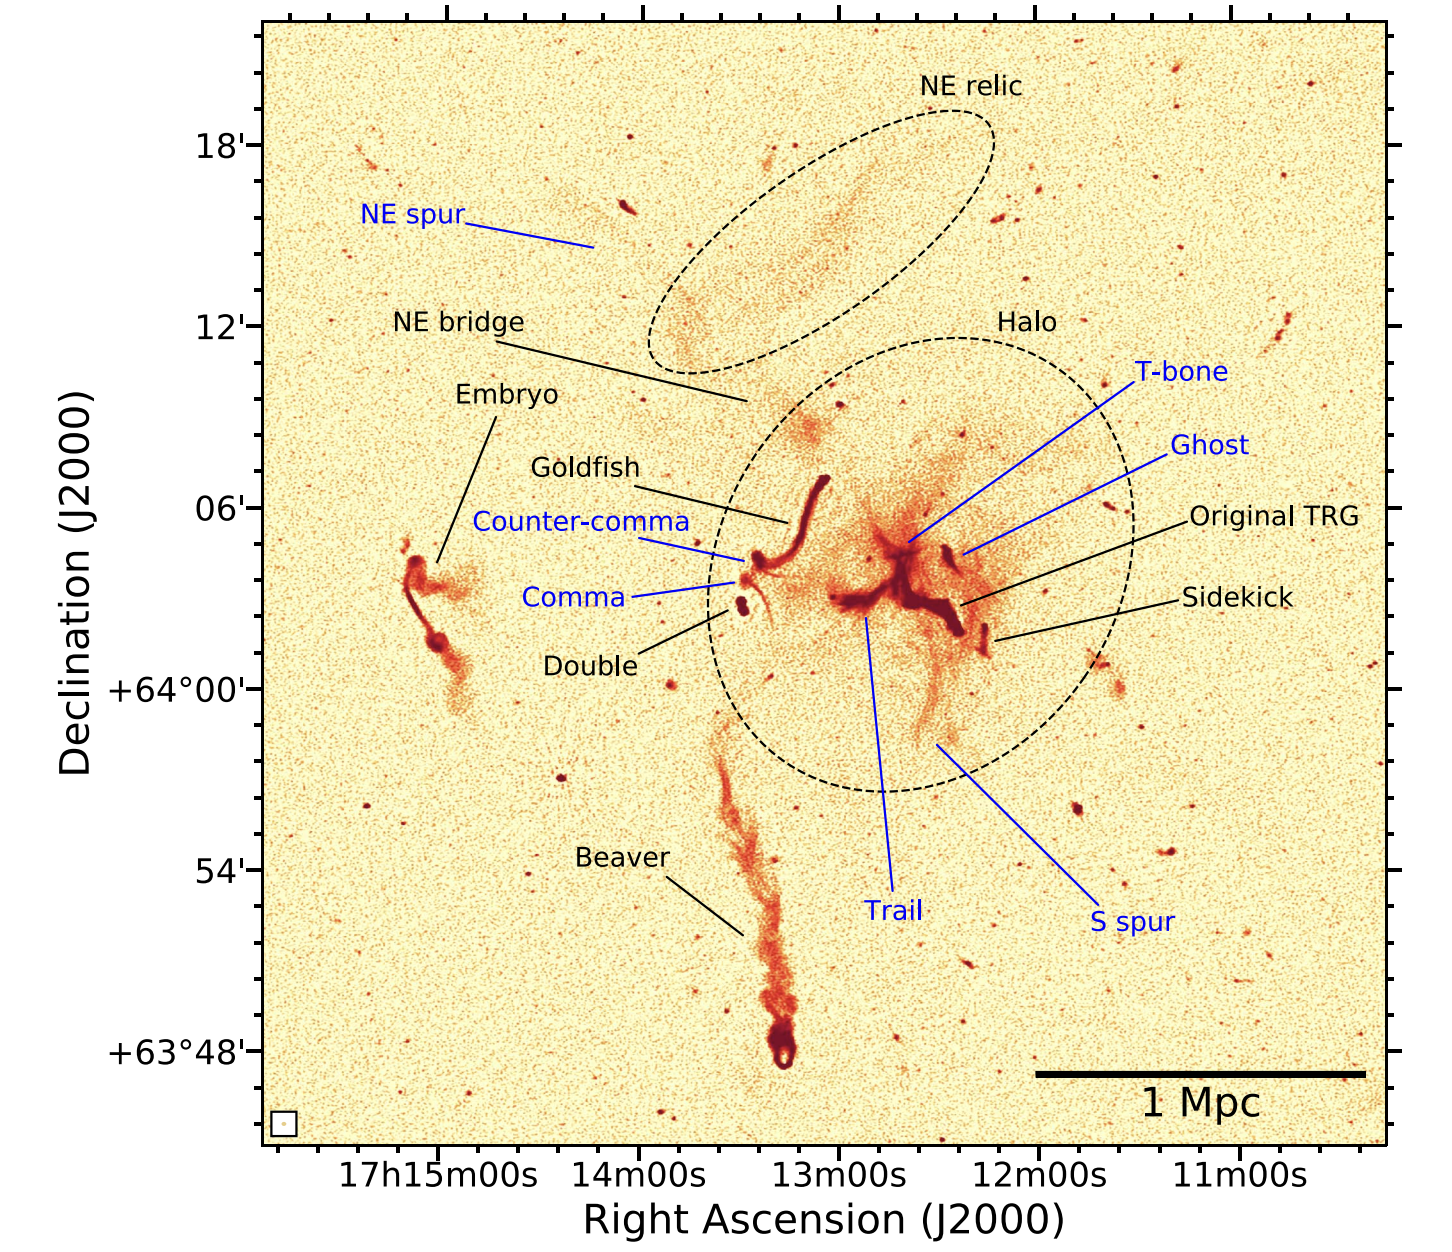 NE relic
18'
NE spur
NE bridge
Halo
12'
T-bone
Embryo
Ghost
Goldfish
06'
Counter-comma
Original TRG
Comma
Sidekick
Double
+64°00'
Beaver
54'
Trail
S spur
+63°48'
1 Mpc
Declination (J2000)
17h15m00s 14m00s 13m00s 12m00s 11m00s
Right Ascension (J2000)